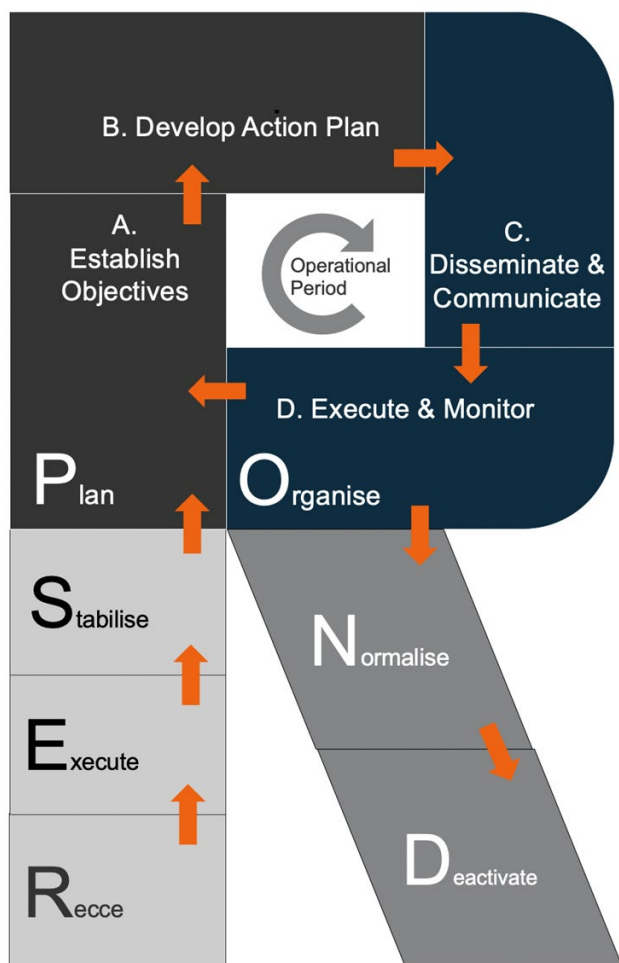 B. Develop Action Plan
A.
Establish
Objectives
Operational
Period
C.
Disseminate &
Communicate
D. Execute & Monitor
Plan
Organise
Stabilise
Normalise
Execute
Deactivate
Recce